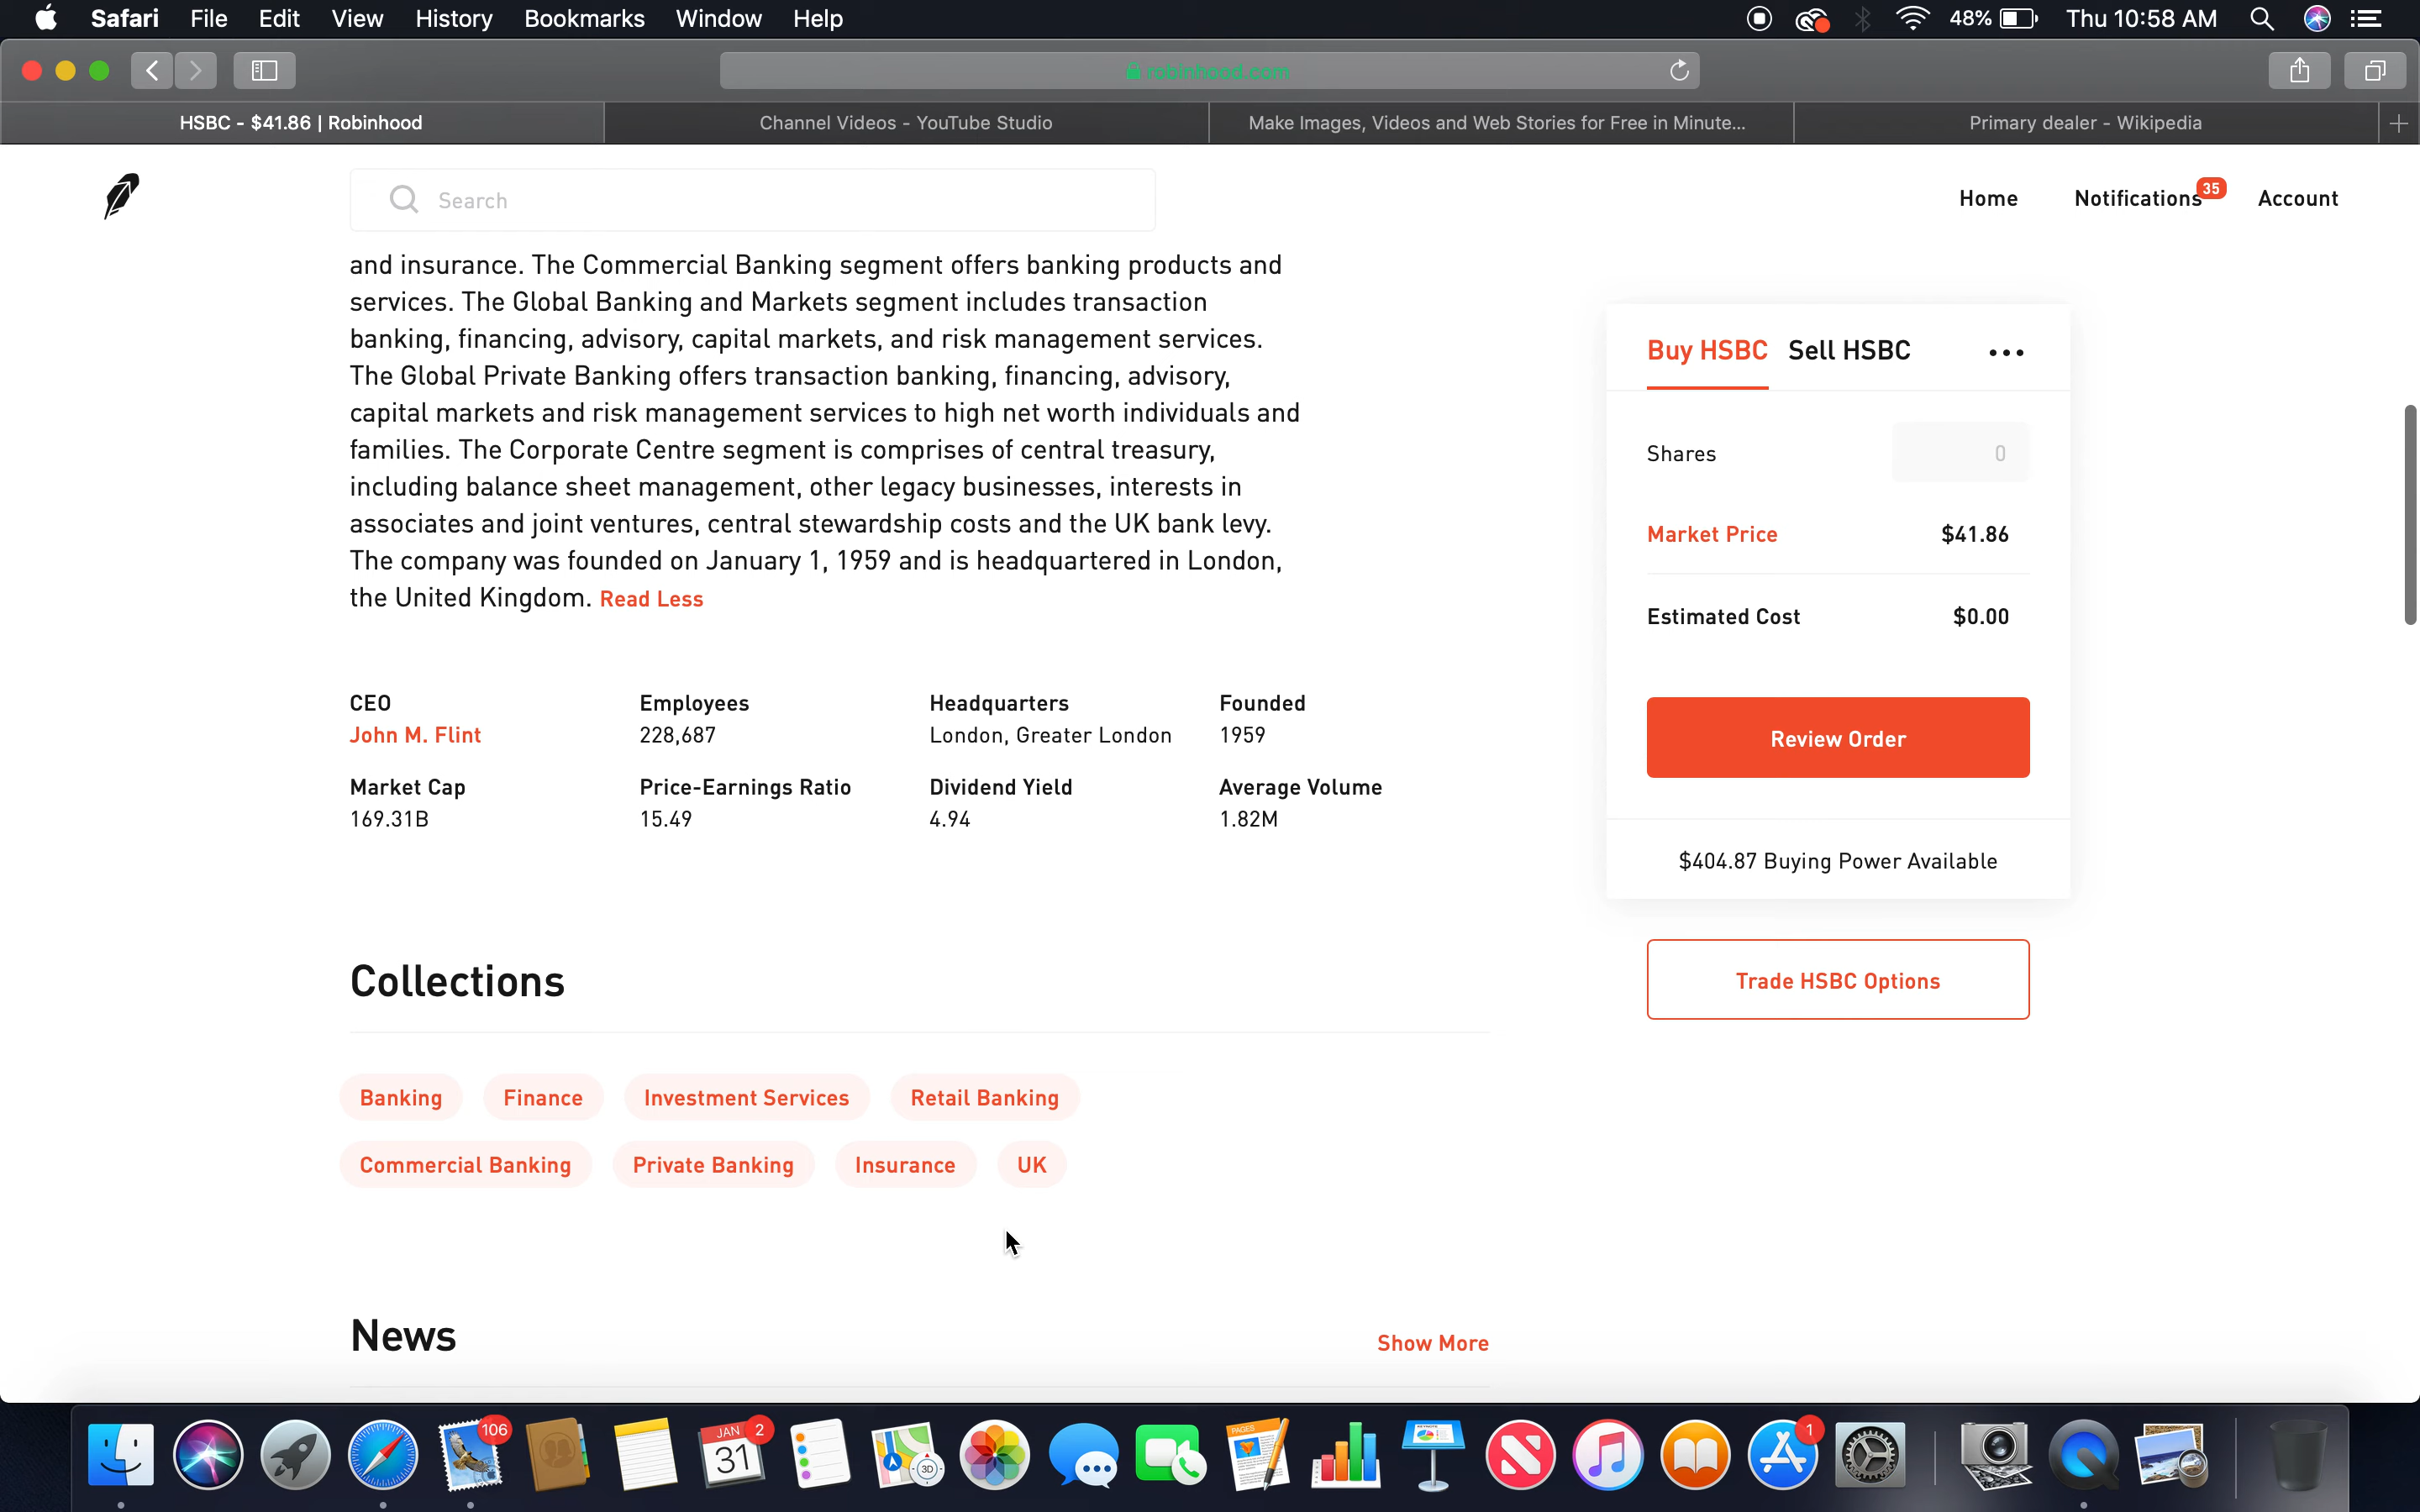 Safari File Edit View History Bookmarks Window Help 48% Thu 10:58 AM
robinhood.com
HSBC - $41.86 | Robinhood Channel Videos - YouTube Studio Make Images, Videos and Web Stories for Free in Minute... Primary dealer - Wikipedia
Search Home Notifications 35 Account
and insurance. The Commercial Banking segment offers banking products and
services. The Global Banking and Markets segment includes transaction
banking, financing, advisory, capital markets, and risk management services.
The Global Private Banking offers transaction banking, financing, advisory,
capital markets and risk management services to high net worth individuals and
families. The Corporate Centre segment is comprises of central treasury,
including balance sheet management, other legacy businesses, interests in
associates and joint ventures, central stewardship costs and the UK bank levy.
The company was founded on January 1, 1959 and is headquartered in London,
the United Kingdom. Read Less
CEO Employees Headquarters Founded
John M. Flint 228,687 London, Greater London 1959
Market Cap Price-Earnings Ratio Dividend Yield Average Volume
169.31B 15.49 4.94 1.82M
Buy HSBC Sell HSBC
Shares 0
Market Price $41.86
Estimated Cost $0.00
Review Order
$404.87 Buying Power Available
Trade HSBC Options
Collections
Banking Finance Investment Services Retail Banking
Commercial Banking Private Banking Insurance UK
News Show More
106 JAN 31 2 3D PAGES 1